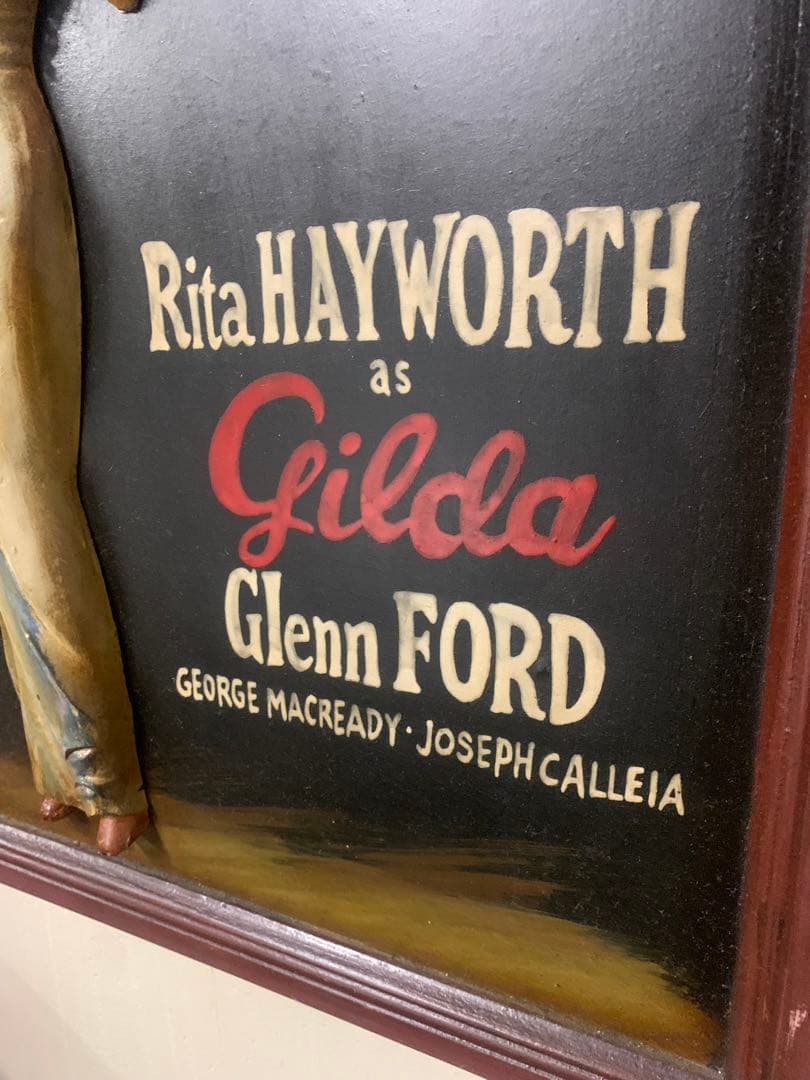 Rita HAYWORTH
as
Gilda
Glenn FORD
GEORGE MACREADY · JOSEPH CALLEIA